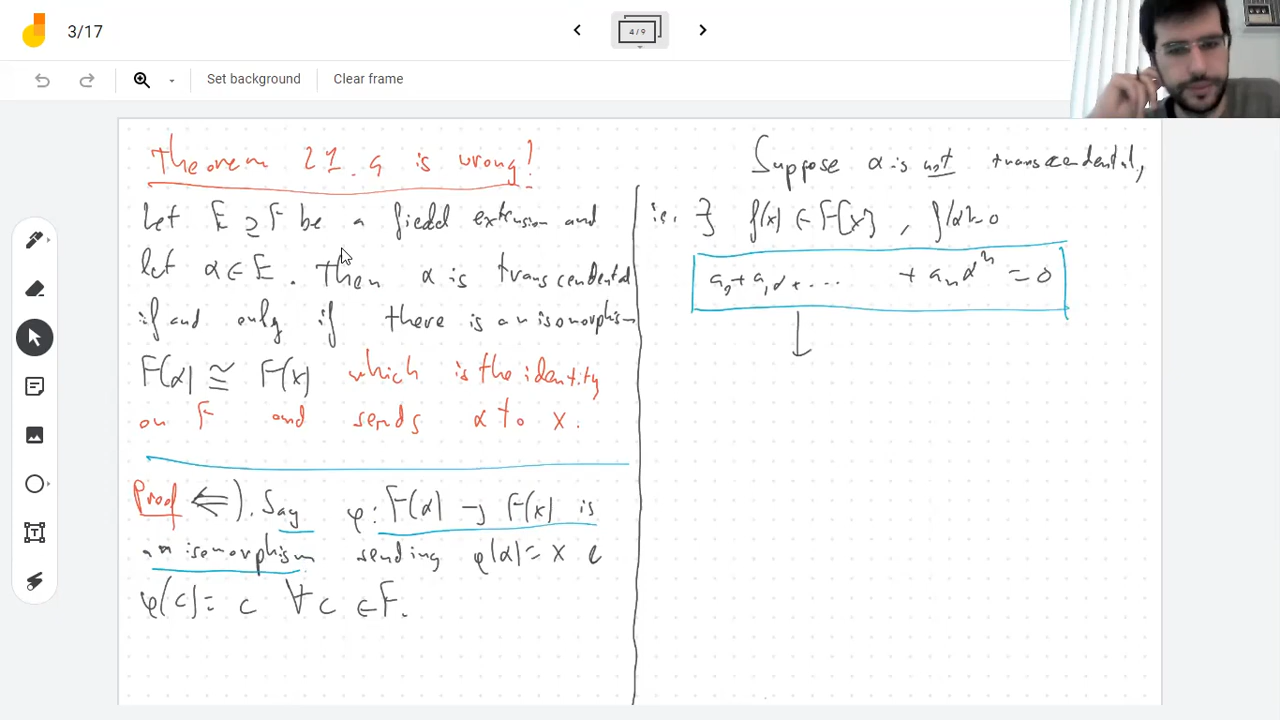 3/17
4/9
Set background
Clear frame
Theorem 21.9 is wrong!
Let E ⊇ F be a field extension and
let α ∈ E. Then α is transcendental
if and only if there is an isomorphism
F(α) ≅ F(x) which is the identity
on F and sends α to x.
Proof ⇐). Say φ: F(α) → F(x) is
an isomorphism sending φ(α) = x &
φ(c) = c ∀c ∈ F.
Suppose α is not transcendental,
i.e. ∃ f(x) ∈ F[x], f(α) = 0
a₀ + a₁α + .... + aₙαⁿ = 0
↓